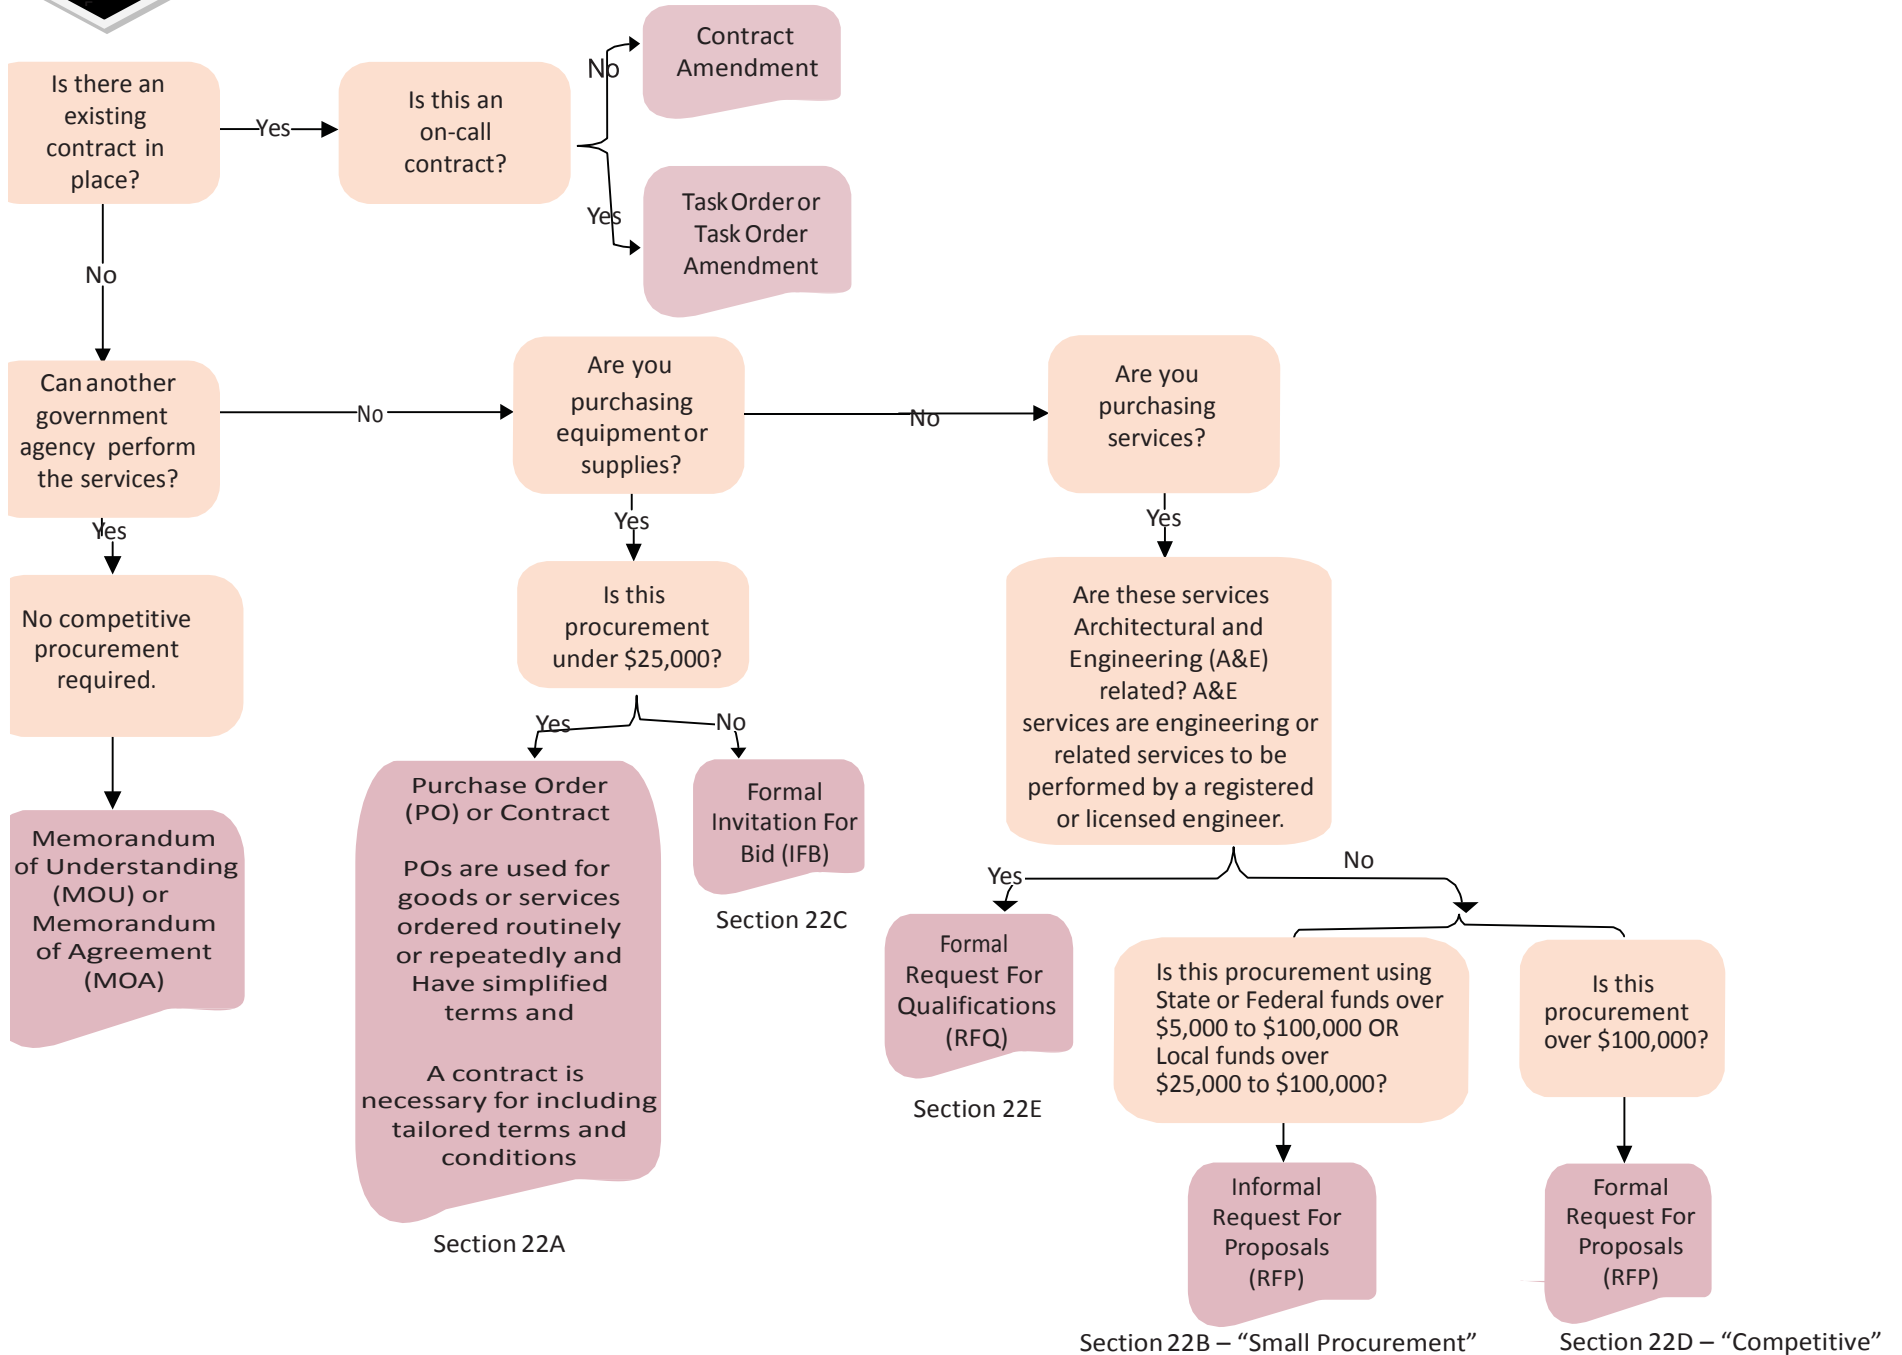 Contract
Amendment
No
Is there an
existing
contract in
place?
Yes
Is this an
on-call
contract?
Yes
Task Order or
Task Order
Amendment
No
Can another
government
agency perform
the services?
No
Are you
purchasing
equipment or
supplies?
No
Are you
purchasing
services?
Yes
Yes
Yes
No competitive
procurement
required.
Is this
procurement
under $25,000?
Are these services
Architectural and
Engineering (A&E)
related? A&E
services are engineering or
related services to be
performed by a registered
or licensed engineer.
Yes
No
Memorandum
of Understanding
(MOU) or
Memorandum
of Agreement
(MOA)
Purchase Order
(PO) or Contract
POs are used for
goods or services
ordered routinely
or repeatedly and
Have simplified
terms and
A contract is
necessary for including
tailored terms and
conditions
Section 22A
Formal
Invitation For
Bid (IFB)
Section 22C
Yes
No
Formal
Request For
Qualifications
(RFQ)
Section 22E
Is this procurement using
State or Federal funds over
$5,000 to $100,000 OR
Local funds over
$25,000 to $100,000?
Is this
procurement
over $100,000?
Informal
Request For
Proposals
(RFP)
Section 22B – “Small Procurement”
Formal
Request For
Proposals
(RFP)
Section 22D – “Competitive”